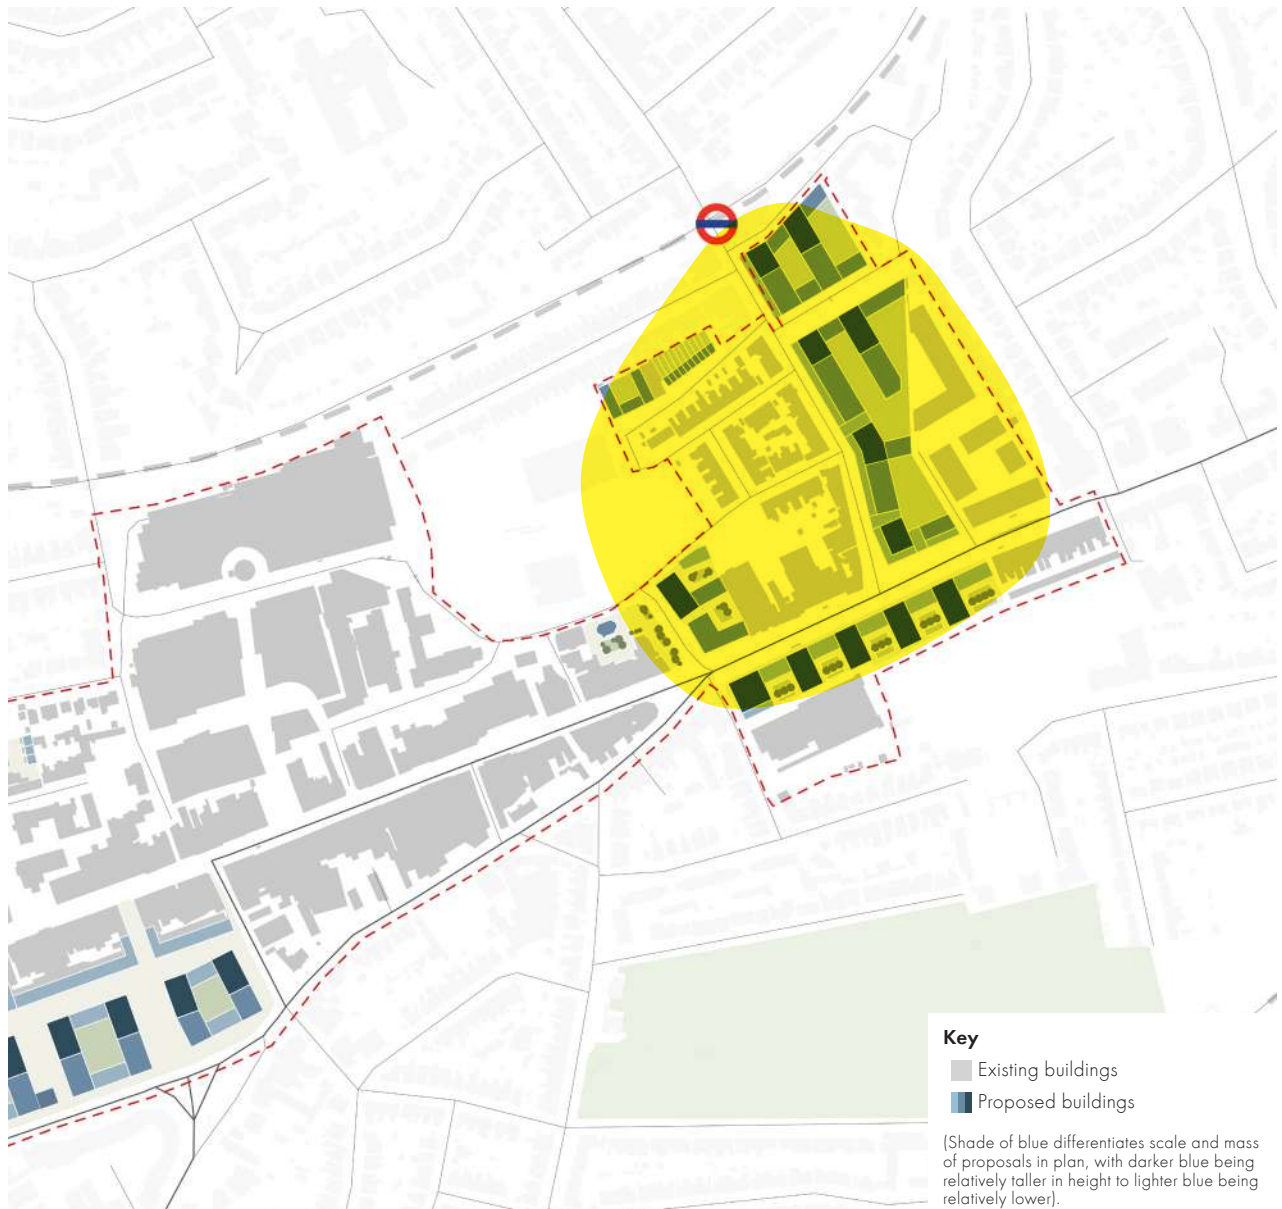 Key
Existing buildings
Proposed buildings
(Shade of blue differentiates scale and mass
of proposals in plan, with darker blue being
relatively taller in height to lighter blue being
relatively lower).